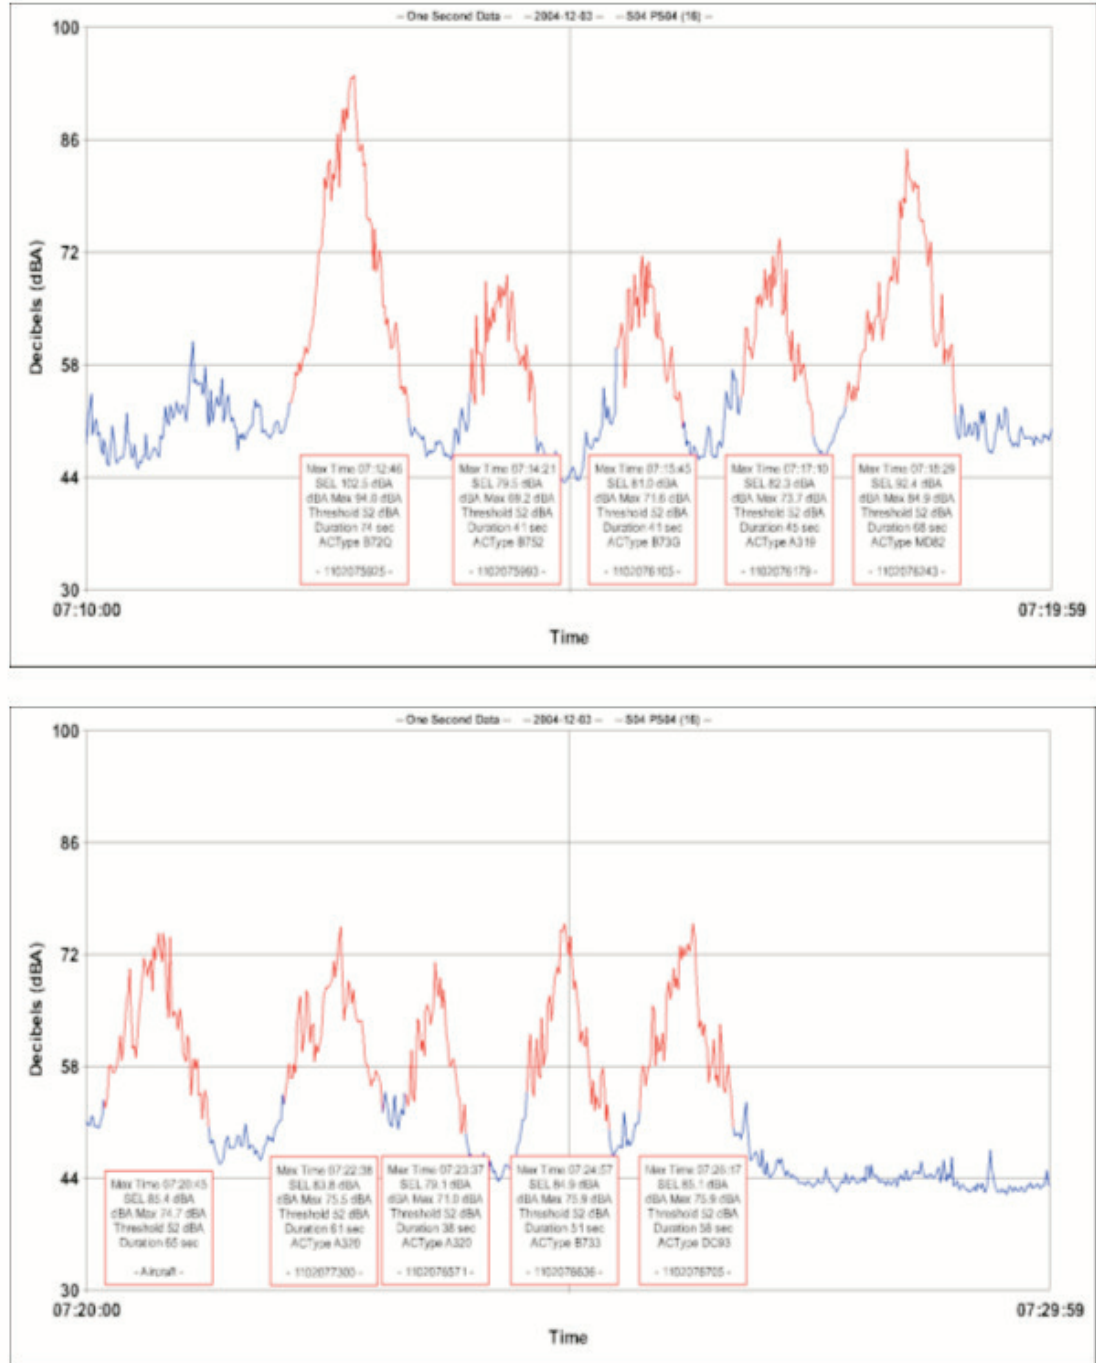 -- One Second Data -- -- 2004-12-03 -- -- S04 PS04 (16) --
100
86
72
58
44
30
Decibels (dBA)
Max Time 07:12:46
SEL 102.5 dBA
dBA Max 94.0 dBA
Threshold 52 dBA
Duration 74 sec
ACType B72Q
- 1102075925 -
Max Time 07:14:21
SEL 79.5 dBA
dBA Max 69.2 dBA
Threshold 52 dBA
Duration 41 sec
ACType B752
- 1102075993 -
Max Time 07:15:45
SEL 81.0 dBA
dBA Max 71.6 dBA
Threshold 52 dBA
Duration 41 sec
ACType B73G
- 1102076105 -
Max Time 07:17:10
SEL 82.3 dBA
dBA Max 73.7 dBA
Threshold 52 dBA
Duration 45 sec
ACType A319
- 1102076179 -
Max Time 07:18:29
SEL 92.4 dBA
dBA Max 84.9 dBA
Threshold 52 dBA
Duration 68 sec
ACType MD82
- 1102076243 -
07:10:00
07:19:59
Time
-- One Second Data -- -- 2004-12-03 -- -- S04 PS04 (16) --
100
86
72
58
44
30
Decibels (dBA)
Max Time 07:20:45
SEL 85.4 dBA
dBA Max 74.7 dBA
Threshold 52 dBA
Duration 65 sec
- Aircraft -
Max Time 07:22:38
SEL 83.8 dBA
dBA Max 75.5 dBA
Threshold 52 dBA
Duration 61 sec
ACType A320
- 1102077300 -
Max Time 07:23:37
SEL 79.1 dBA
dBA Max 71.0 dBA
Threshold 52 dBA
Duration 38 sec
ACType A320
- 1102076571 -
Max Time 07:24:57
SEL 84.9 dBA
dBA Max 75.9 dBA
Threshold 52 dBA
Duration 51 sec
ACType B733
- 1102076636 -
Max Time 07:26:17
SEL 85.1 dBA
dBA Max 75.9 dBA
Threshold 52 dBA
Duration 58 sec
ACType DC93
- 1102076705 -
07:20:00
07:29:59
Time